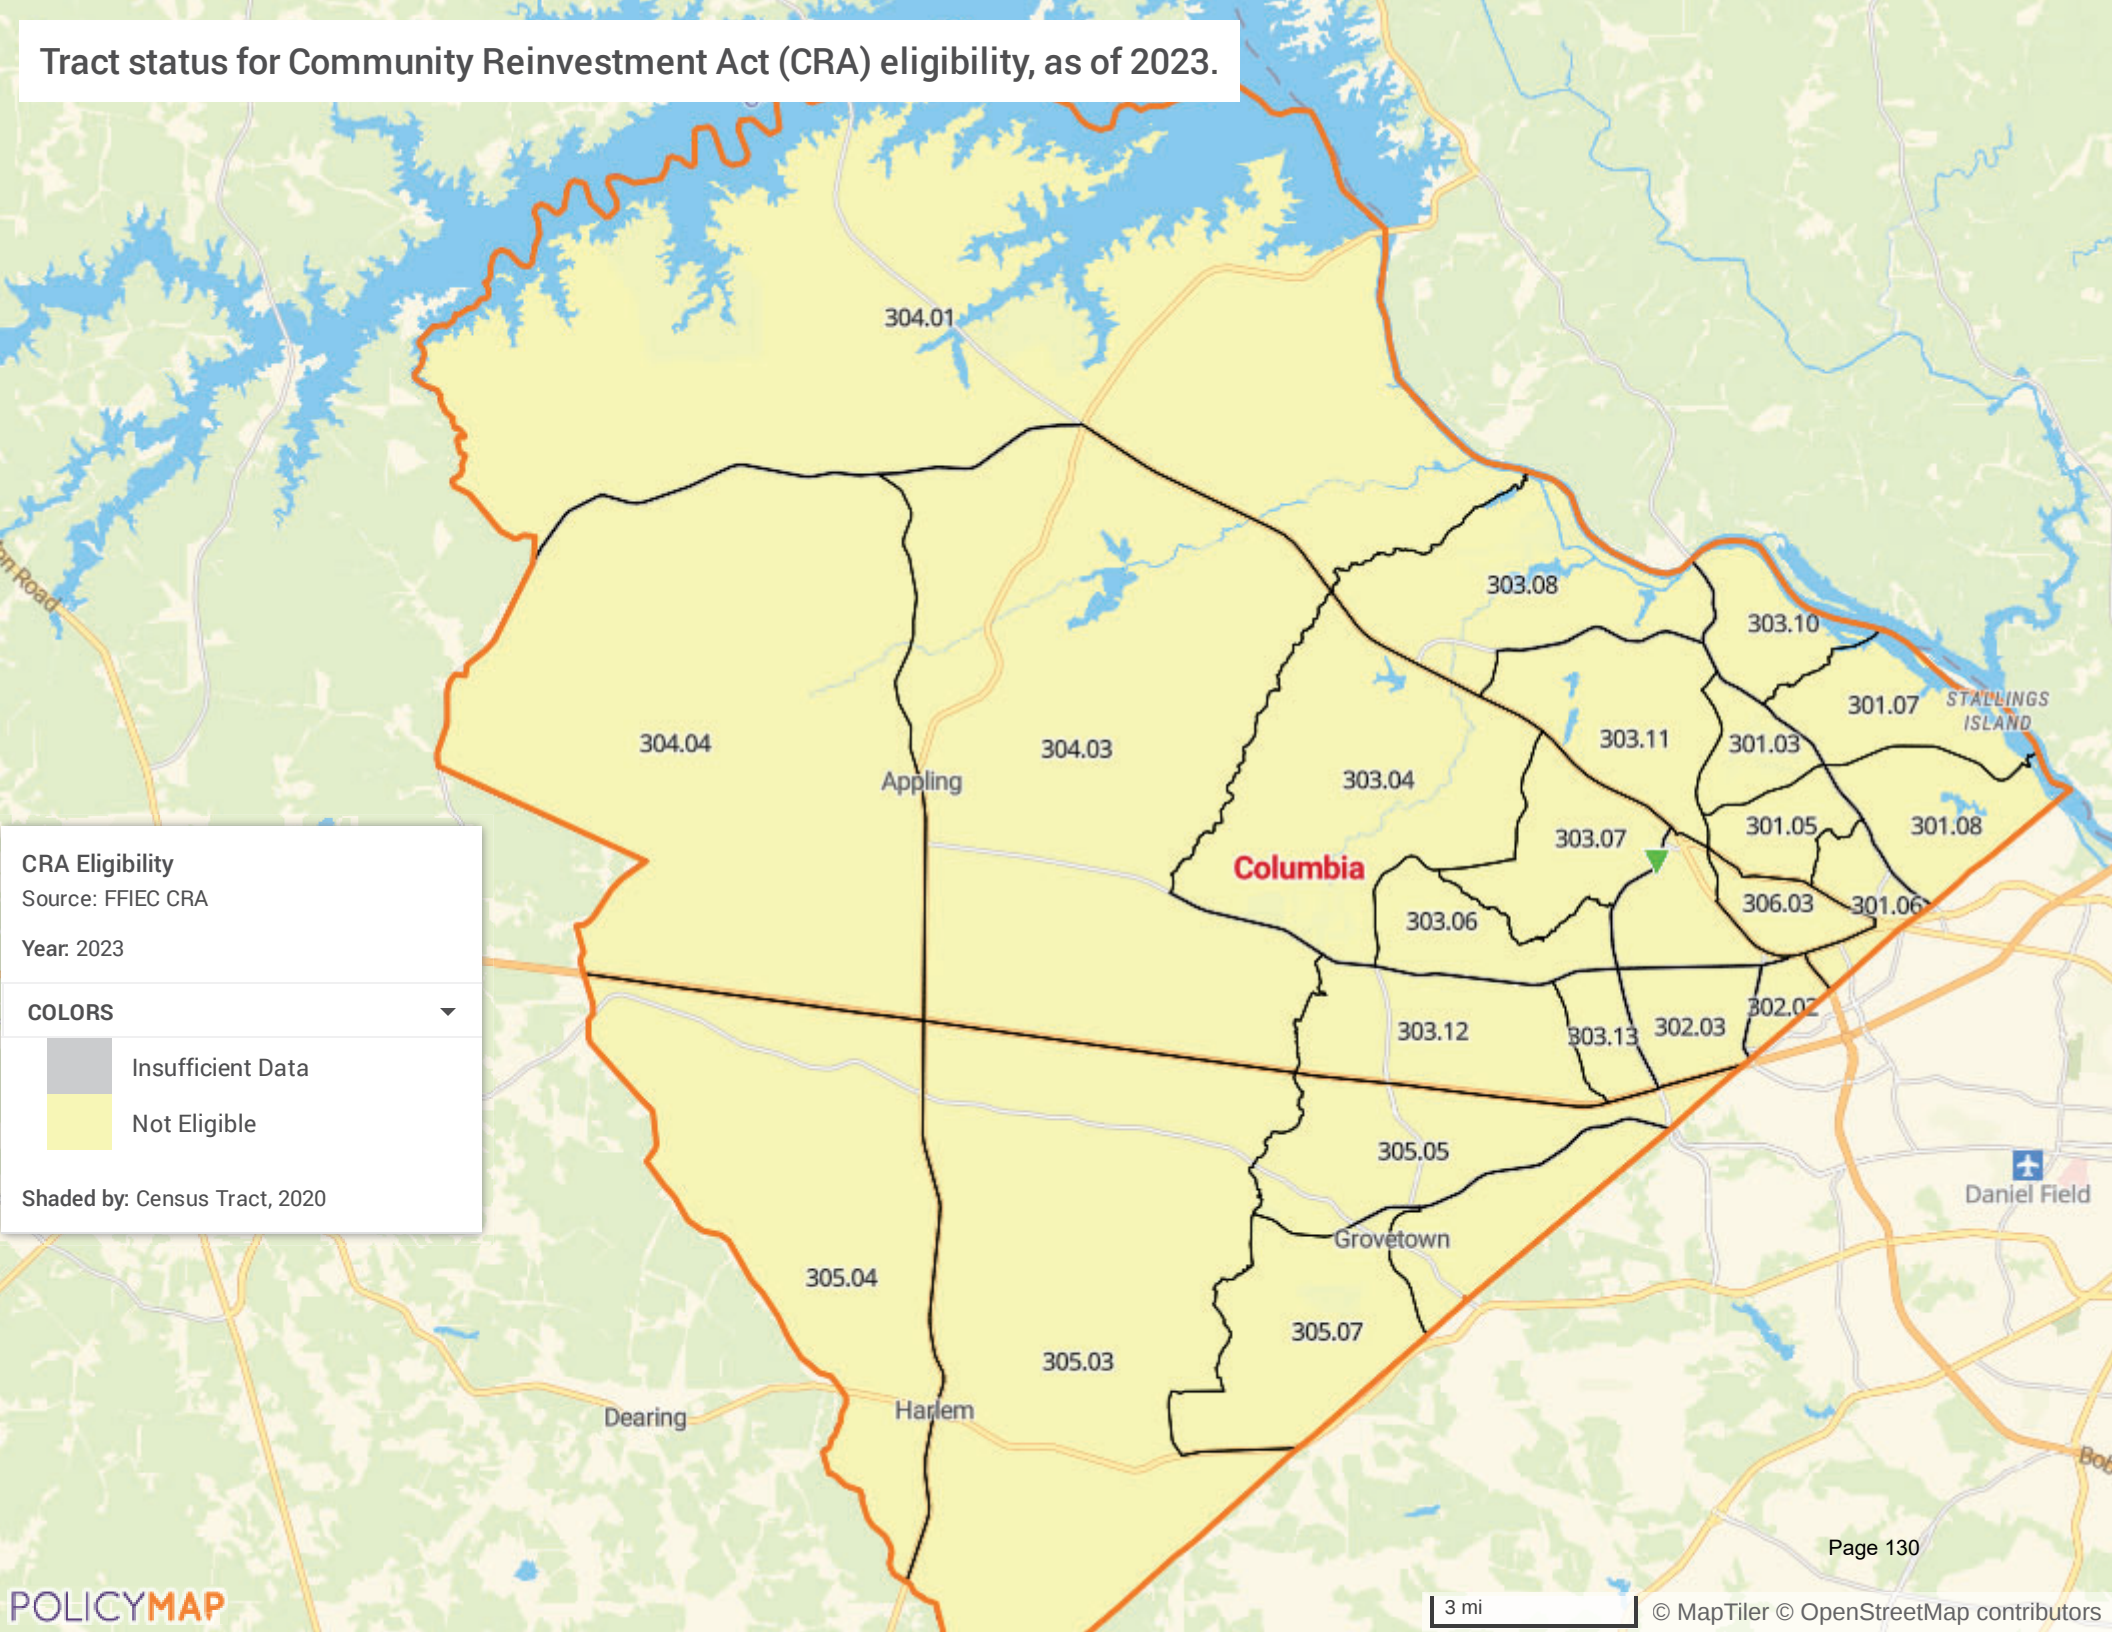 Tract status for Community Reinvestment Act (CRA) eligibility, as of 2023.
304.01
303.08
303.10
Road
STALLINGS
ISLAND
301.07
304.04
304.03
303.11
301.03
Appling
303.04
303.07
301.05
301.08
Columbia
303.06
306.03
301.06
303.12
303.13
302.03
302.02
CRA Eligibility
Source: FFIEC CRA
Year: 2023
COLORS
Insufficient Data
Not Eligible
Shaded by: Census Tract, 2020
305.05
Daniel Field
Grovetown
305.04
305.07
305.03
Harlem
Dearing
Bob
Page 130
POLICYMAP
3 mi
© MapTiler © OpenStreetMap contributors